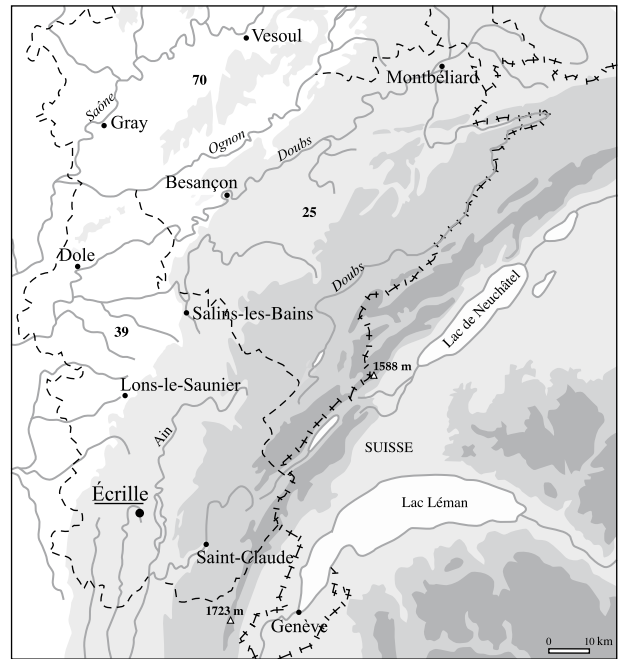 Vesoul
Montbéliard
70
Saône
Gray
Ognon
Doubs
Besançon
25
Dole
Doubs
Lac de Neuchâtel
Salins-les-Bains
39
1588 m
Lons-le-Saunier
Ain
SUISSE
Écrille
Lac Léman
Saint-Claude
1723 m
Genève
0 10 km